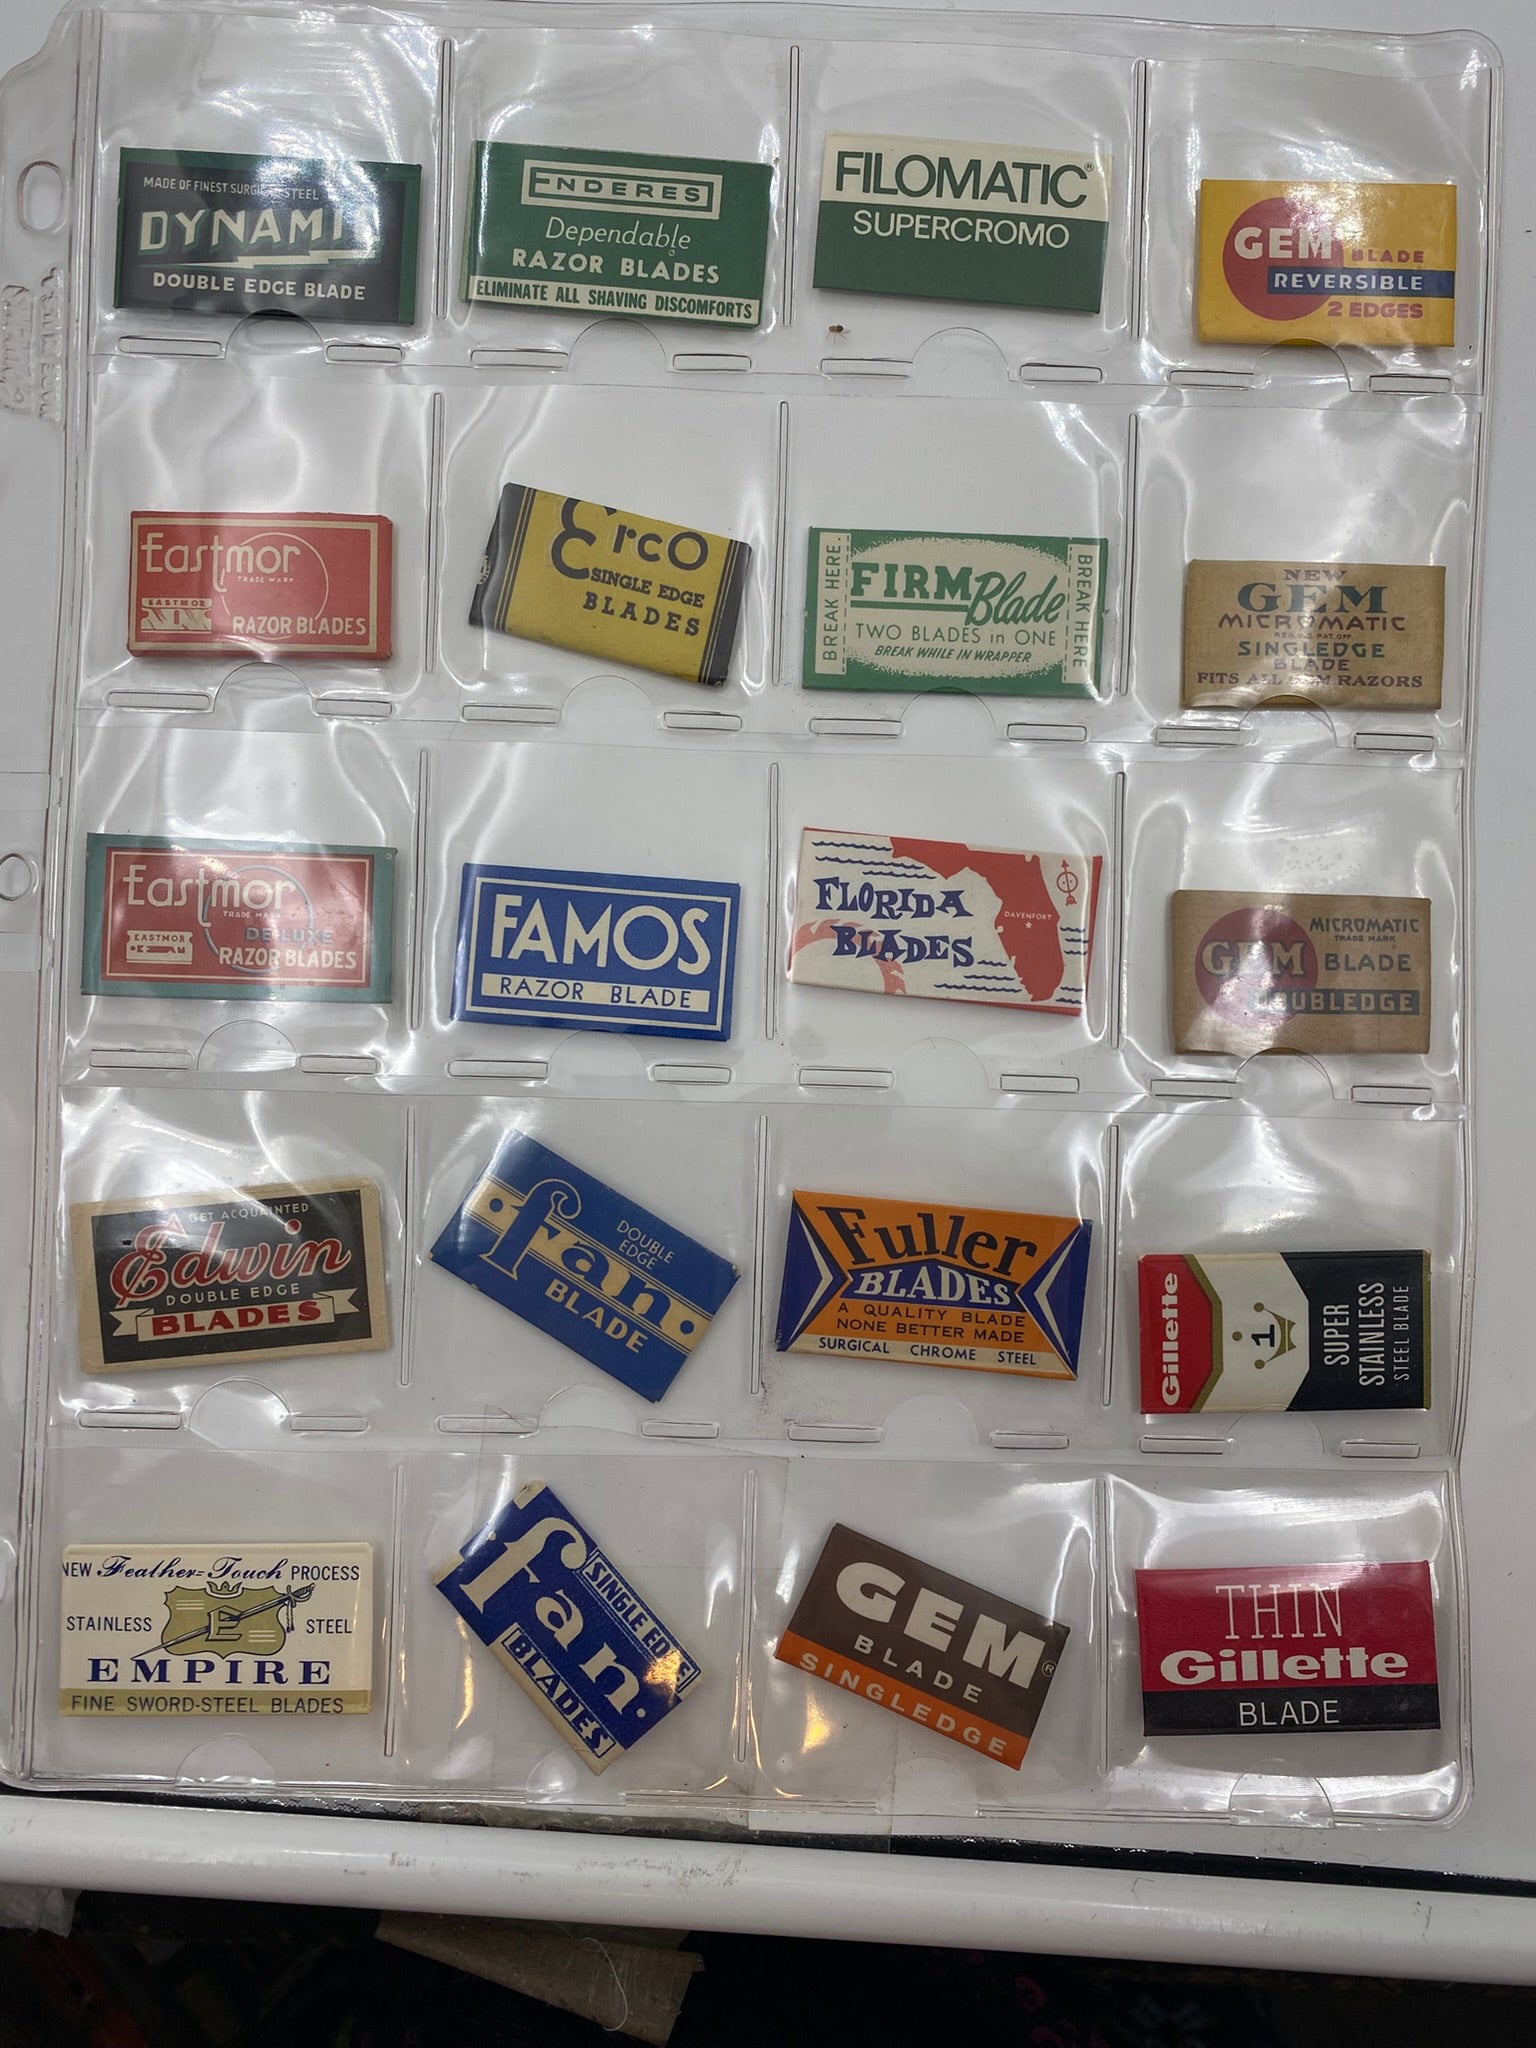 MADE OF FINEST SURGICAL STEEL
DYNAMIC
DOUBLE EDGE BLADE
ENDERES
Dependable
RAZOR BLADES
ELIMINATE ALL SHAVING DISCOMFORTS
FILOMATIC®
SUPERCROMO
GEM BLADE
REVERSIBLE
2 EDGES
Eastmor
TRADE MARK
EASTMOR
RAZOR BLADES
Erco
SINGLE EDGE
BLADES
BREAK HERE.
FIRM Blade
TWO BLADES in ONE
BREAK WHILE IN WRAPPER
BREAK HERE
NEW
GEM
MICROMATIC
REG. U.S. PAT. OFF.
SINGLEDGE
BLADE
FITS ALL GEM RAZORS
Eastmor
TRADE MARK
EASTMOR
DE-LUXE
RAZOR BLADES
FAMOS
RAZOR BLADE
FLORIDA
BLADES
DAVENPORT
MICROMATIC
TRADE MARK
GEM BLADE
DOUBLEDGE
GET ACQUAINTED
Edwin
DOUBLE EDGE
BLADES
DOUBLE
EDGE
fan
BLADE
Fuller
BLADES
A QUALITY BLADE
NONE BETTER MADE
SURGICAL CHROME STEEL
Gillette
1
SUPER
STAINLESS
STEEL BLADE
NEW Feather-Touch PROCESS
STAINLESS E STEEL
EMPIRE
FINE SWORD-STEEL BLADES
SINGLE EDGE
fan
BLADES
GEM®
BLADE
SINGLEDGE
THIN
Gillette
BLADE